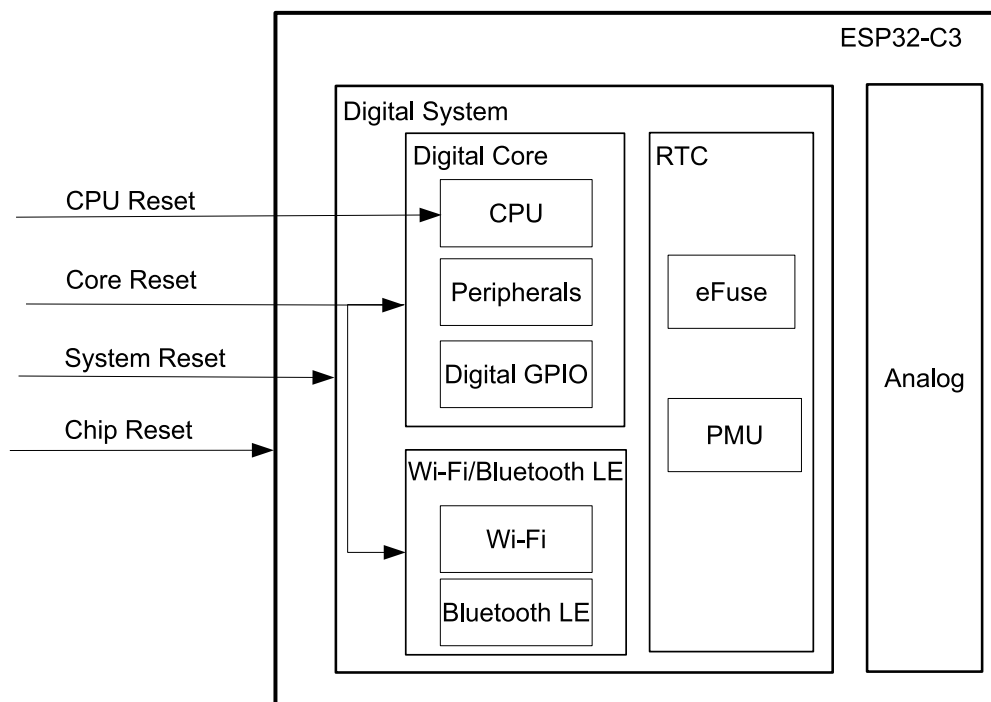 ESP32-C3
Digital System
Digital Core
RTC
CPU Reset
CPU
Core Reset
Peripherals
eFuse
System Reset
Digital GPIO
Analog
Chip Reset
PMU
Wi-Fi/Bluetooth LE
Wi-Fi
Bluetooth LE